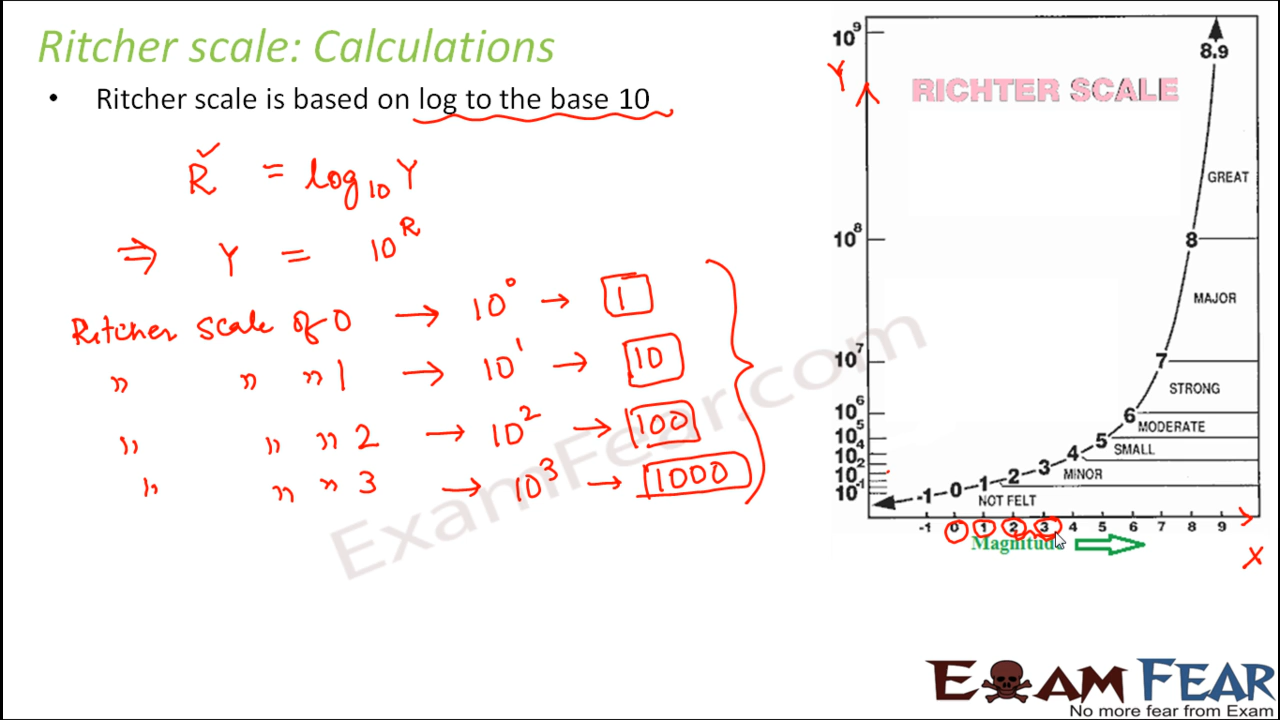 Ritcher scale: Calculations
• Ritcher scale is based on log to the base 10
R = log10 Y
⇒ Y = 10^R
Ritcher scale of 0 → 10^0 → 1
" " " 1 → 10^1 → 10
" " " 2 → 10^2 → 100
" " " 3 → 10^3 → 1000
ExamFear.com
RICHTER SCALE
Y
10^9
10^8
10^7
10^6
10^5
10^4
10^2
10^-1
8.9
GREAT
8
MAJOR
7
STRONG
6
MODERATE
5
SMALL
4
MINOR
-1 0 1 2 3
NOT FELT
-1 0 1 2 3 4 5 6 7 8 9
Magnitud
X
EXAMFEAR
No more fear from Exam